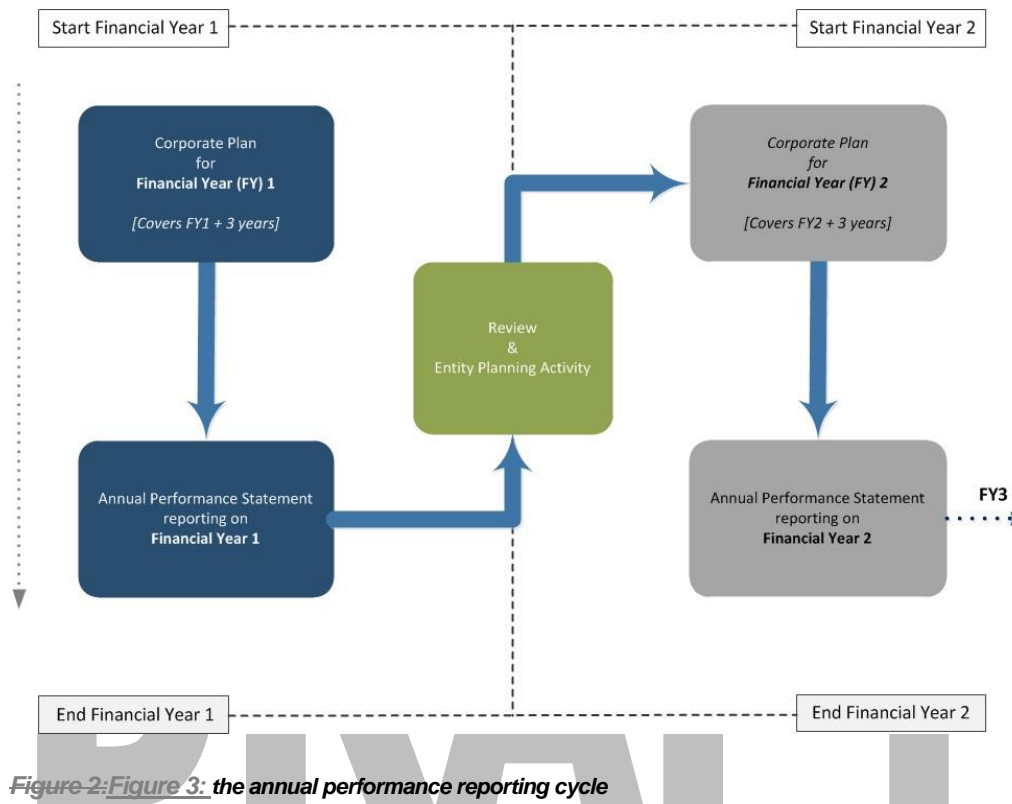 Start Financial Year 1
Start Financial Year 2
Corporate Plan
for
Financial Year (FY) 1
[Covers FY1 + 3 years]
Corporate Plan
for
Financial Year (FY) 2
[Covers FY2 + 3 years]
Review
&
Entity Planning Activity
Annual Performance Statement
reporting on
Financial Year 1
Annual Performance Statement
reporting on
Financial Year 2
FY3
End Financial Year 1
End Financial Year 2
Figure 2:Figure 3: the annual performance reporting cycle